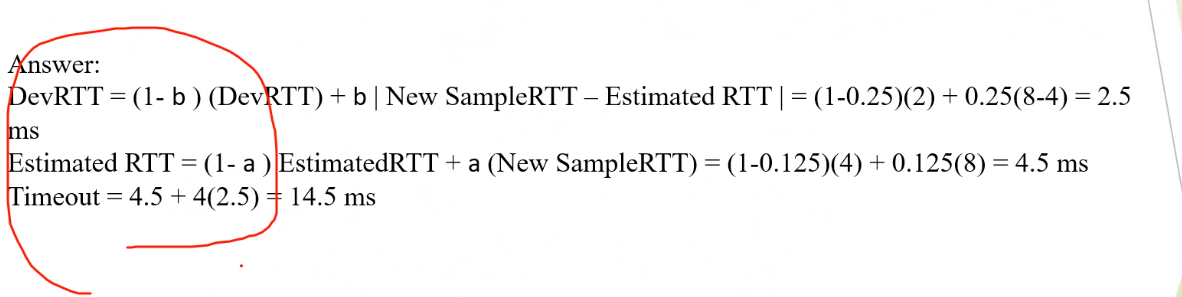 Answer:
DevRTT = (1- b ) (DevRTT) + b | New SampleRTT – Estimated RTT | = (1-0.25)(2) + 0.25(8-4) = 2.5
ms
Estimated RTT = (1- a ) EstimatedRTT + a (New SampleRTT) = (1-0.125)(4) + 0.125(8) = 4.5 ms
Timeout = 4.5 + 4(2.5) = 14.5 ms